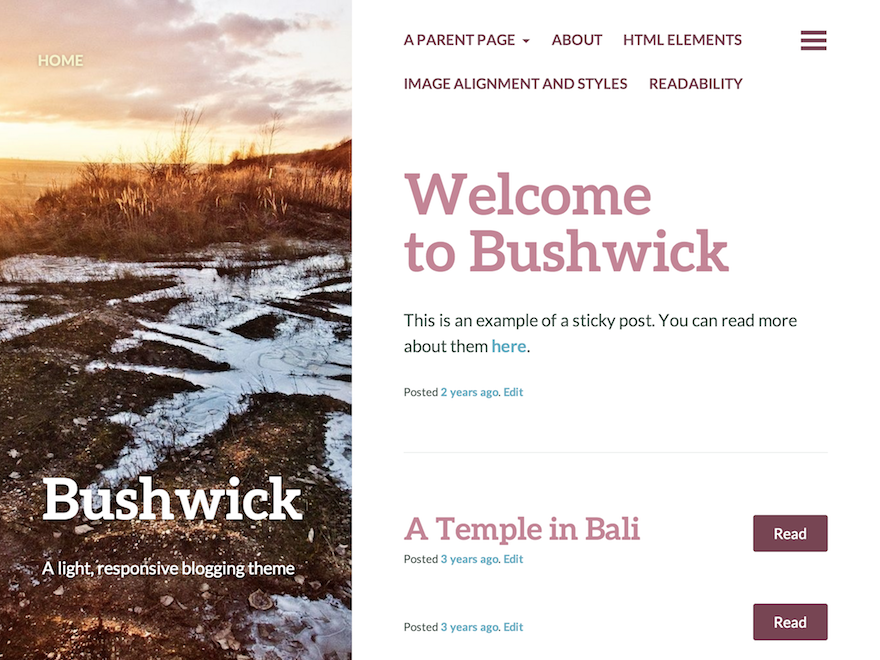 HOME
Bushwick
A light, responsive blogging theme
A PARENT PAGE ABOUT HTML ELEMENTS
IMAGE ALIGNMENT AND STYLES READABILITY
Welcome
to Bushwick
This is an example of a sticky post. You can read more
about them here.
Posted 2 years ago. Edit
A Temple in Bali
Read
Posted 3 years ago. Edit
Posted 3 years ago. Edit
Read